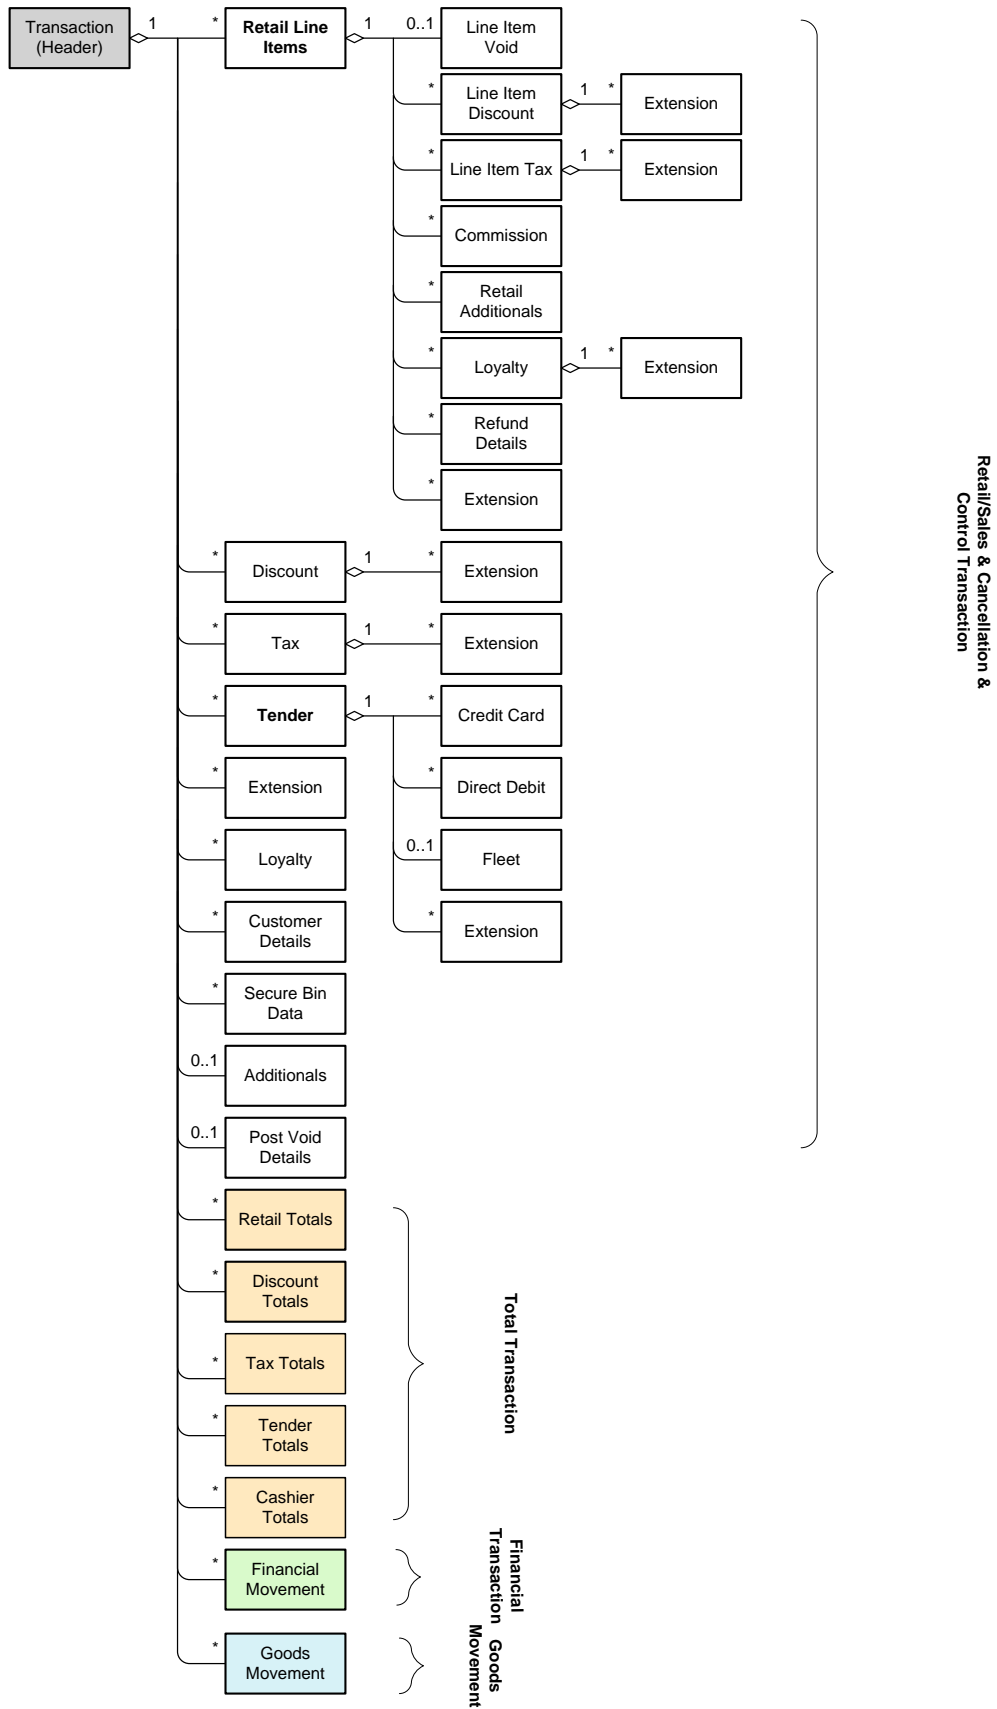 Transaction
(Header)
1
*
Retail Line
Items
1
0..1
Line Item
Void
*
Line Item
Discount
1
*
Extension
*
Line Item Tax
1
*
Extension
*
Commission
*
Retail
Additionals
*
Loyalty
1
*
Extension
*
Refund
Details
*
Extension
*
Discount
1
*
Extension
*
Tax
1
*
Extension
*
Tender
1
*
Credit Card
*
Direct Debit
0..1
Fleet
*
Extension
*
Extension
*
Loyalty
*
Customer
Details
*
Secure Bin
Data
0..1
Additionals
0..1
Post Void
Details
Retail/Sales & Cancellation &
Control Transaction
*
Retail Totals
*
Discount
Totals
*
Tax Totals
*
Tender
Totals
*
Cashier
Totals
Total Transaction
*
Financial
Movement
Financial
Transaction
*
Goods
Movement
Goods
Movement